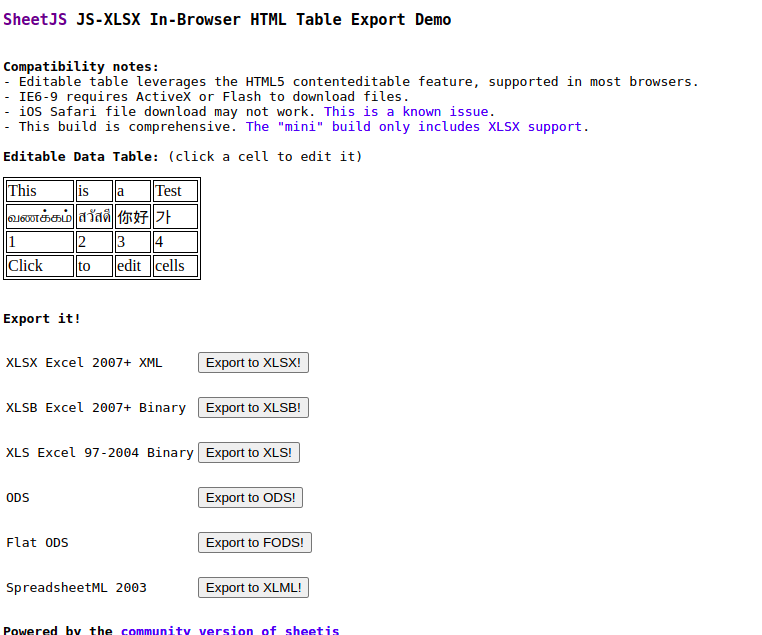 SheetJS JS-XLSX In-Browser HTML Table Export Demo
Compatibility notes:
- Editable table leverages the HTML5 contenteditable feature, supported in most browsers.
- IE6-9 requires ActiveX or Flash to download files.
- iOS Safari file download may not work. This is a known issue.
- This build is comprehensive. The "mini" build only includes XLSX support.
Editable Data Table: (click a cell to edit it)
This is a Test
வணக்கம் สวัสดี 你好 가
1 2 3 4
Click to edit cells
Export it!
XLSX Excel 2007+ XML Export to XLSX!
XLSB Excel 2007+ Binary Export to XLSB!
XLS Excel 97-2004 Binary Export to XLS!
ODS Export to ODS!
Flat ODS Export to FODS!
SpreadsheetML 2003 Export to XLML!
Powered by the community version of sheetjs